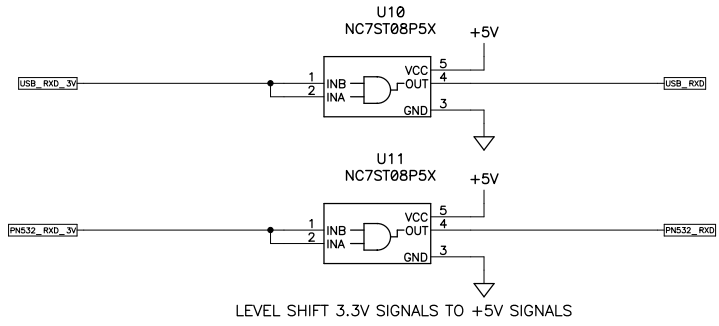 U10
NC7ST08P5X
+5V
USB_RXD_3V
1 INB
2 INA
VCC 5
OUT 4
GND 3
USB_RXD
U11
NC7ST08P5X
+5V
PN532_RXD_3V
1 INB
2 INA
VCC 5
OUT 4
GND 3
PN532_RXD
LEVEL SHIFT 3.3V SIGNALS TO +5V SIGNALS